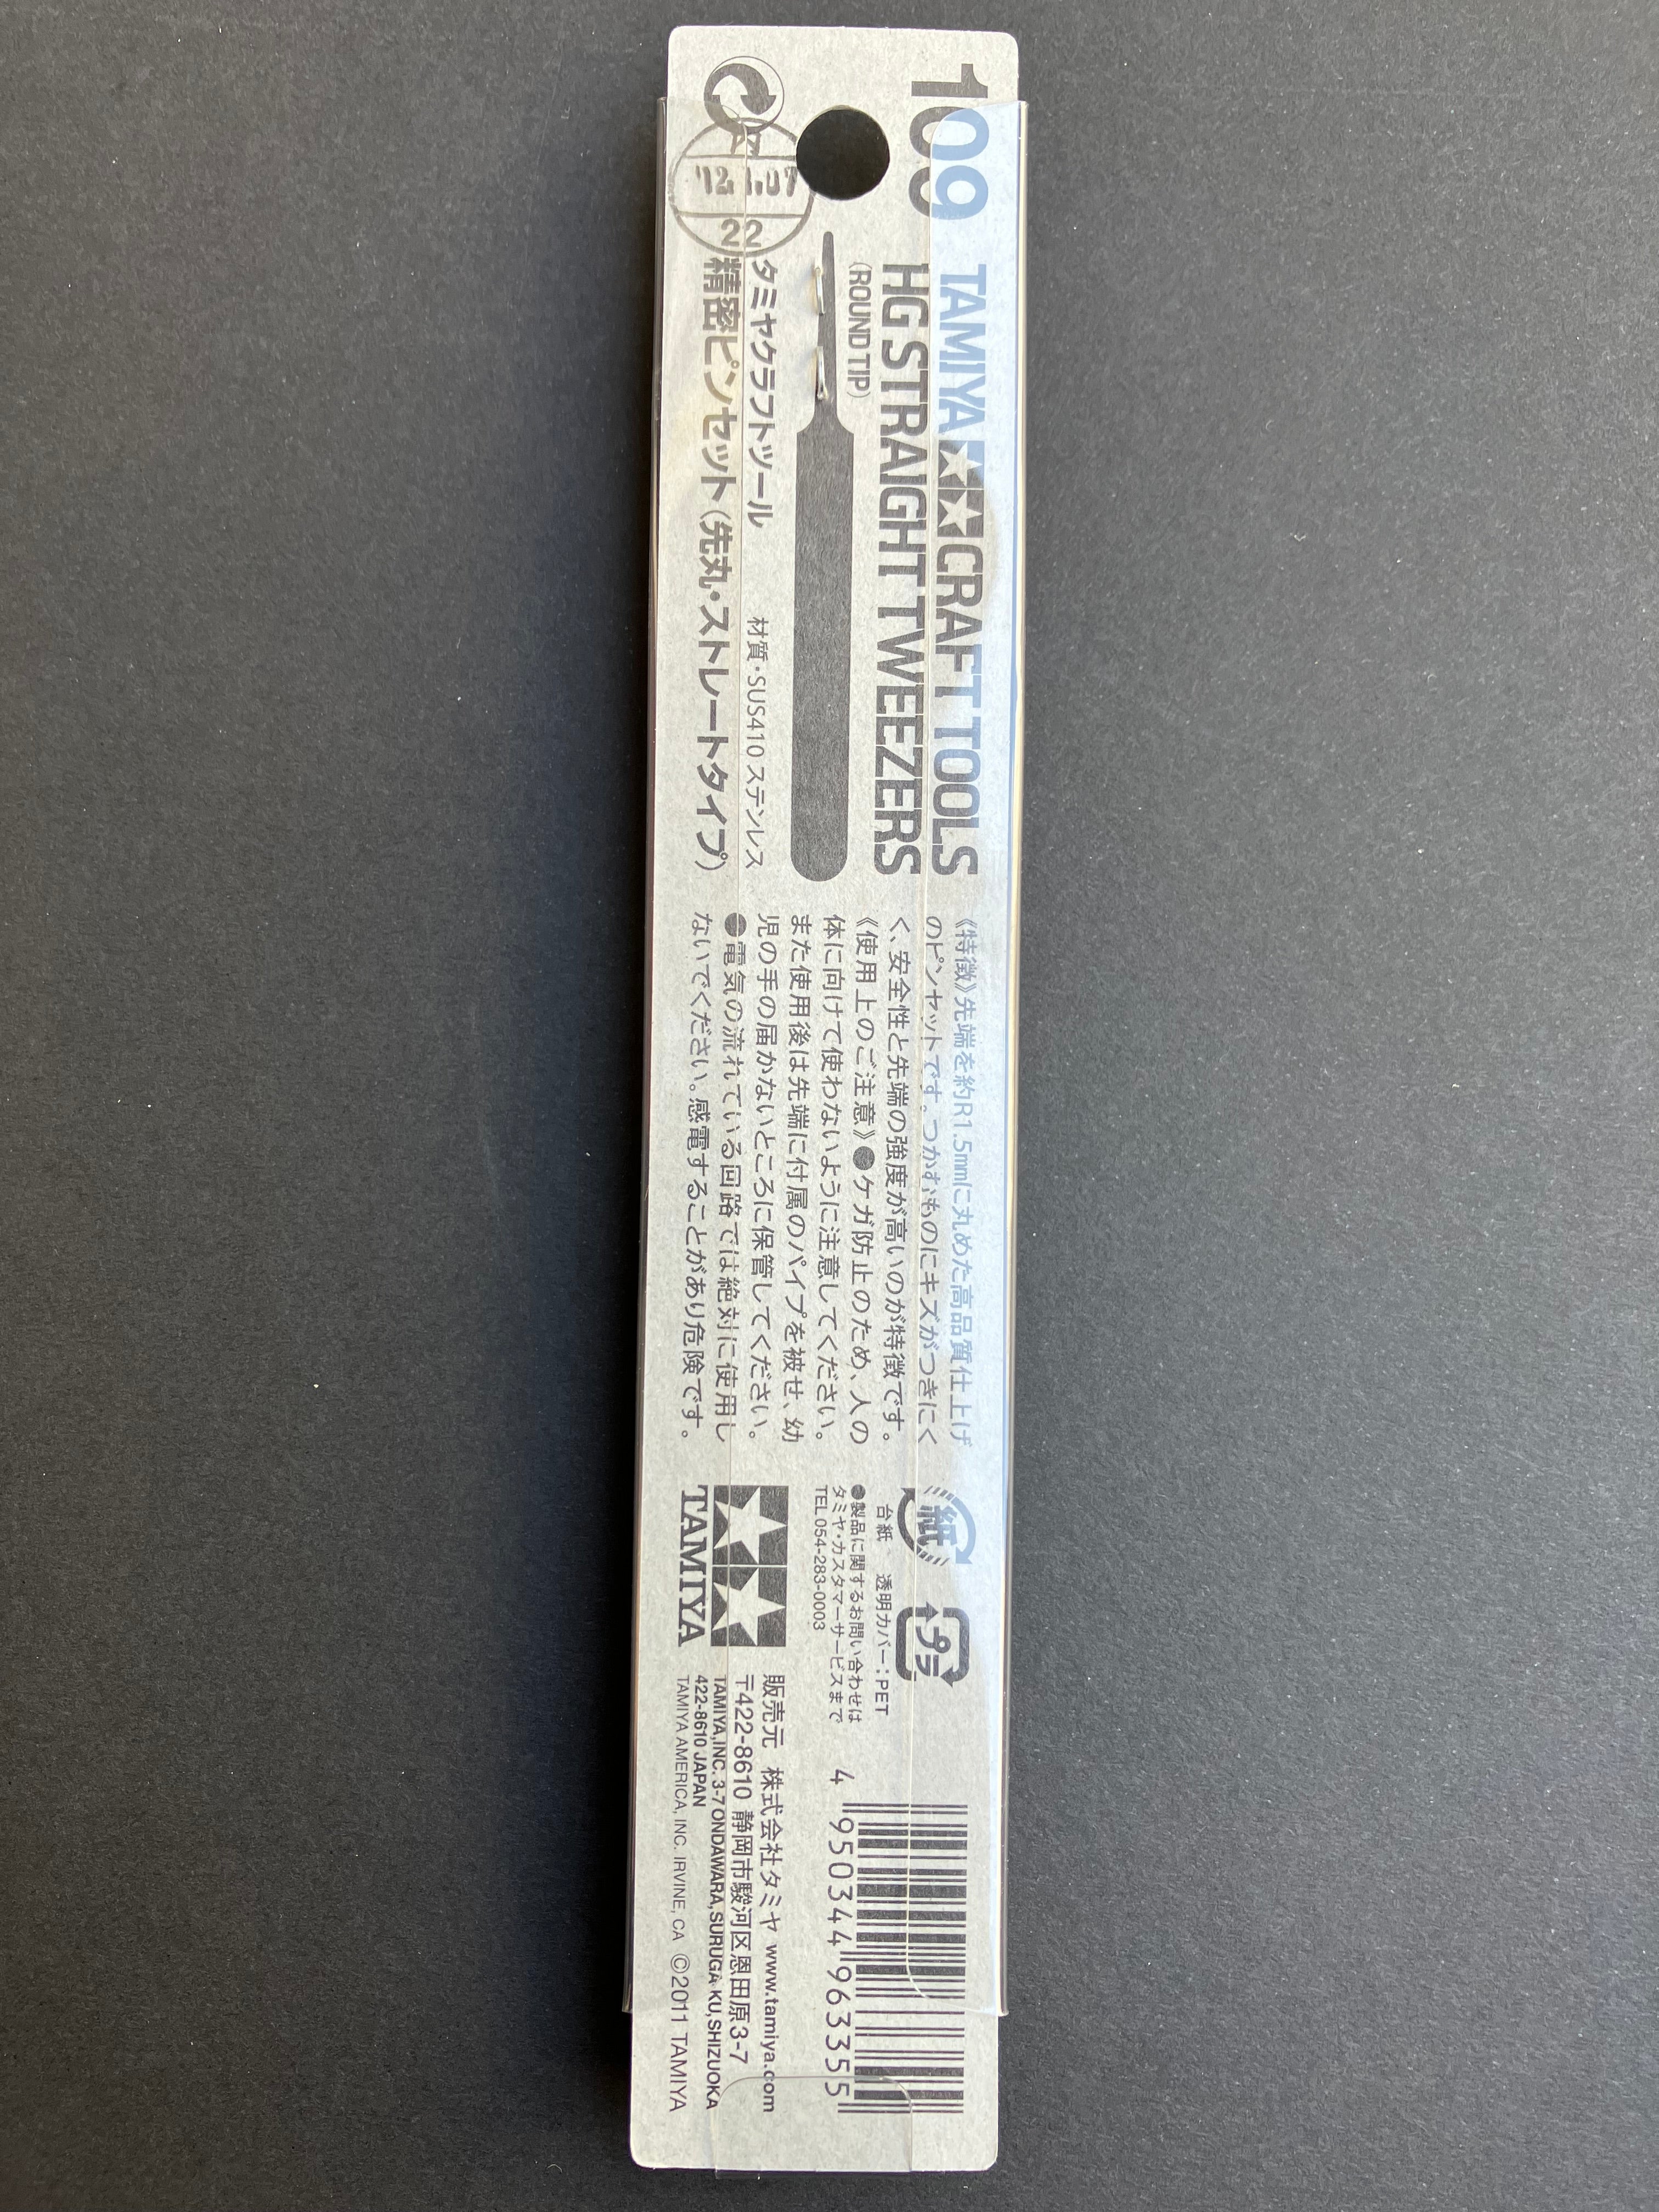 109
TAMIYA CRAFT TOOLS
HG STRAIGHT TWEEZERS
(ROUND TIP)
タミヤクラフトツール
材質・SUS410 ステンレス
精密ピンセット(先丸・ストレートタイプ)
22
《特徴》先端を約R1.5mmに丸めた高品質仕上げ
のピンセットです。つかむものにキズがつきにく
く、安全性と先端の強度が高いのが特徴です。
《使用上のご注意》●ケガ防止のため、人の
体に向けて使わないように注意してください。
また使用後は先端に付属のパイプを被せ、幼
児の手の届かないところに保管してください。
●電気の流れている回路では絶対に使用し
ないでください。感電することがあり危険です。
紙
プラ
台紙 透明カバー:PET
●製品に関するお問い合わせは
タミヤ・カスタマーサービスまで
TEL 054-283-0003
4 950344 963355
TAMIYA
販売元 株式会社タミヤ www.tamiya.com
〒422-8610 静岡市駿河区恩田原3-7
TAMIYA,INC. 3-7 ONDAWARA, SURUGA-KU, SHIZUOKA
422-8610 JAPAN
TAMIYA AMERICA, INC. IRVINE, CA ©2011 TAMIYA